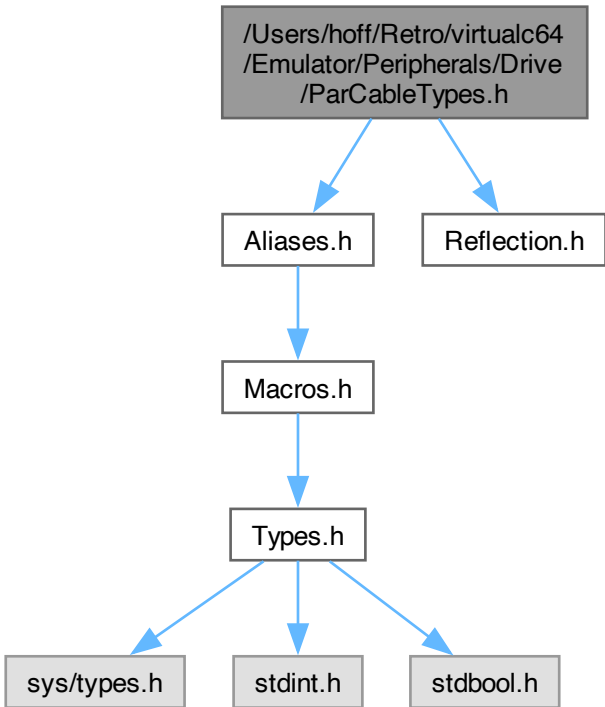 /Users/hoff/Retro/virtualc64
/Emulator/Peripherals/Drive
/ParCableTypes.h
Aliases.h
Reflection.h
Macros.h
Types.h
sys/types.h
stdint.h
stdbool.h